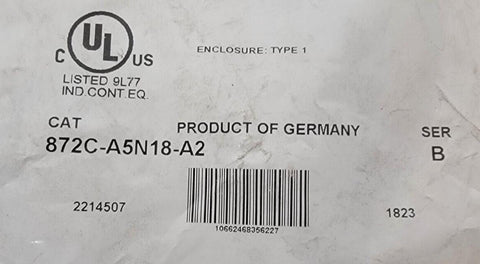 C UL US
ENCLOSURE: TYPE 1
LISTED 9L77
IND.CONT.EQ.
CAT
PRODUCT OF GERMANY
SER
872C-A5N18-A2
B
2214507
1823
10662468356227